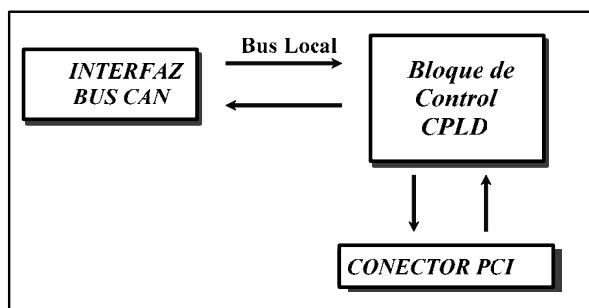 Bus Local
INTERFAZ
BUS CAN
Bloque de
Control
CPLD
CONECTOR PCI